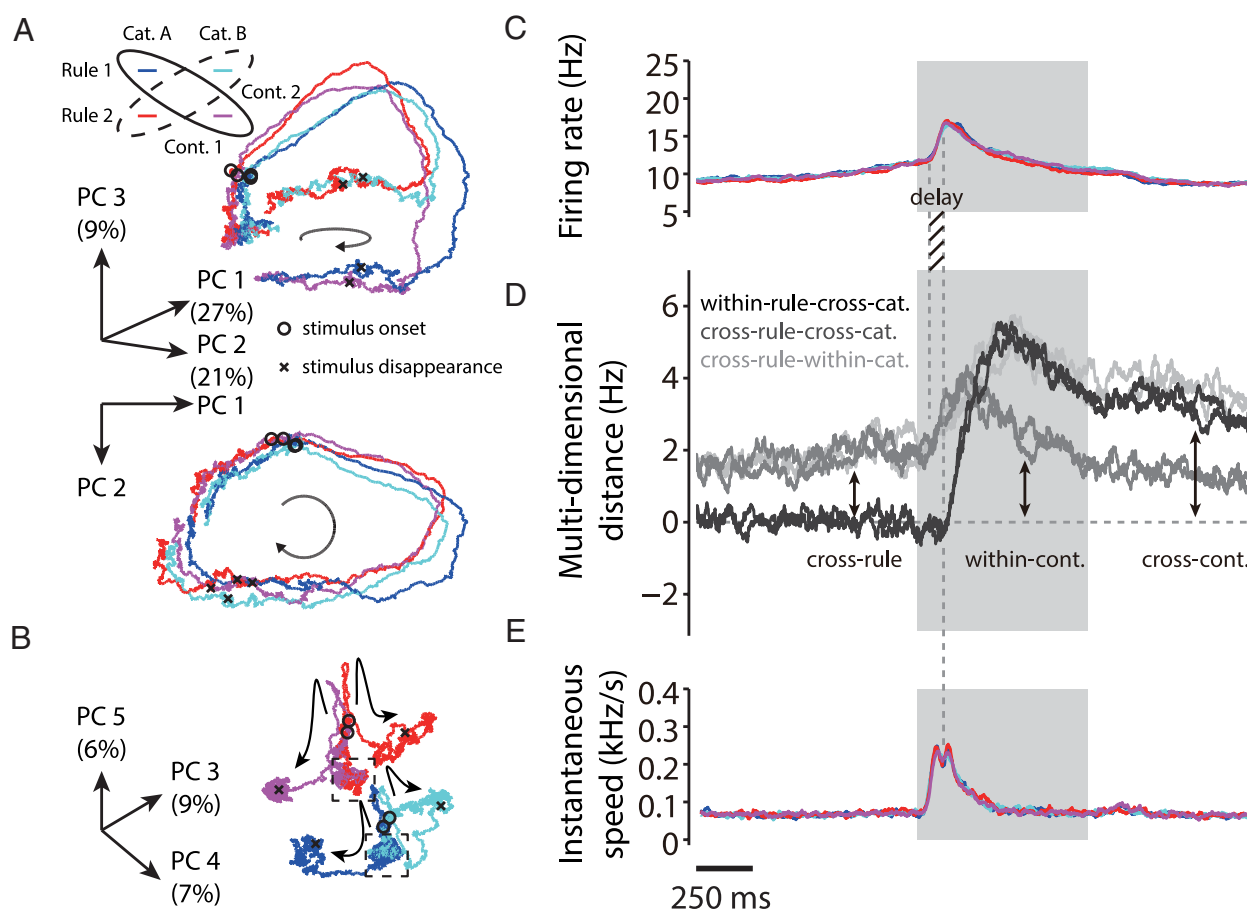 A
Cat. A
Cat. B
Rule 1
Cont. 2
Rule 2
Cont. 1
PC 3
(9%)
PC 1
(27%)
PC 2
(21%)
stimulus onset
stimulus disappearance
PC 1
PC 2
B
PC 5
(6%)
PC 3
(9%)
PC 4
(7%)
C
Firing rate (Hz)
25
20
15
10
5
delay
D
Multi-dimensional
distance (Hz)
6
4
2
0
−2
within-rule-cross-cat.
cross-rule-cross-cat.
cross-rule-within-cat.
cross-rule
within-cont.
cross-cont.
E
Instantaneous
speed (kHz/s)
0.4
0.3
0.2
0.1
0
250 ms